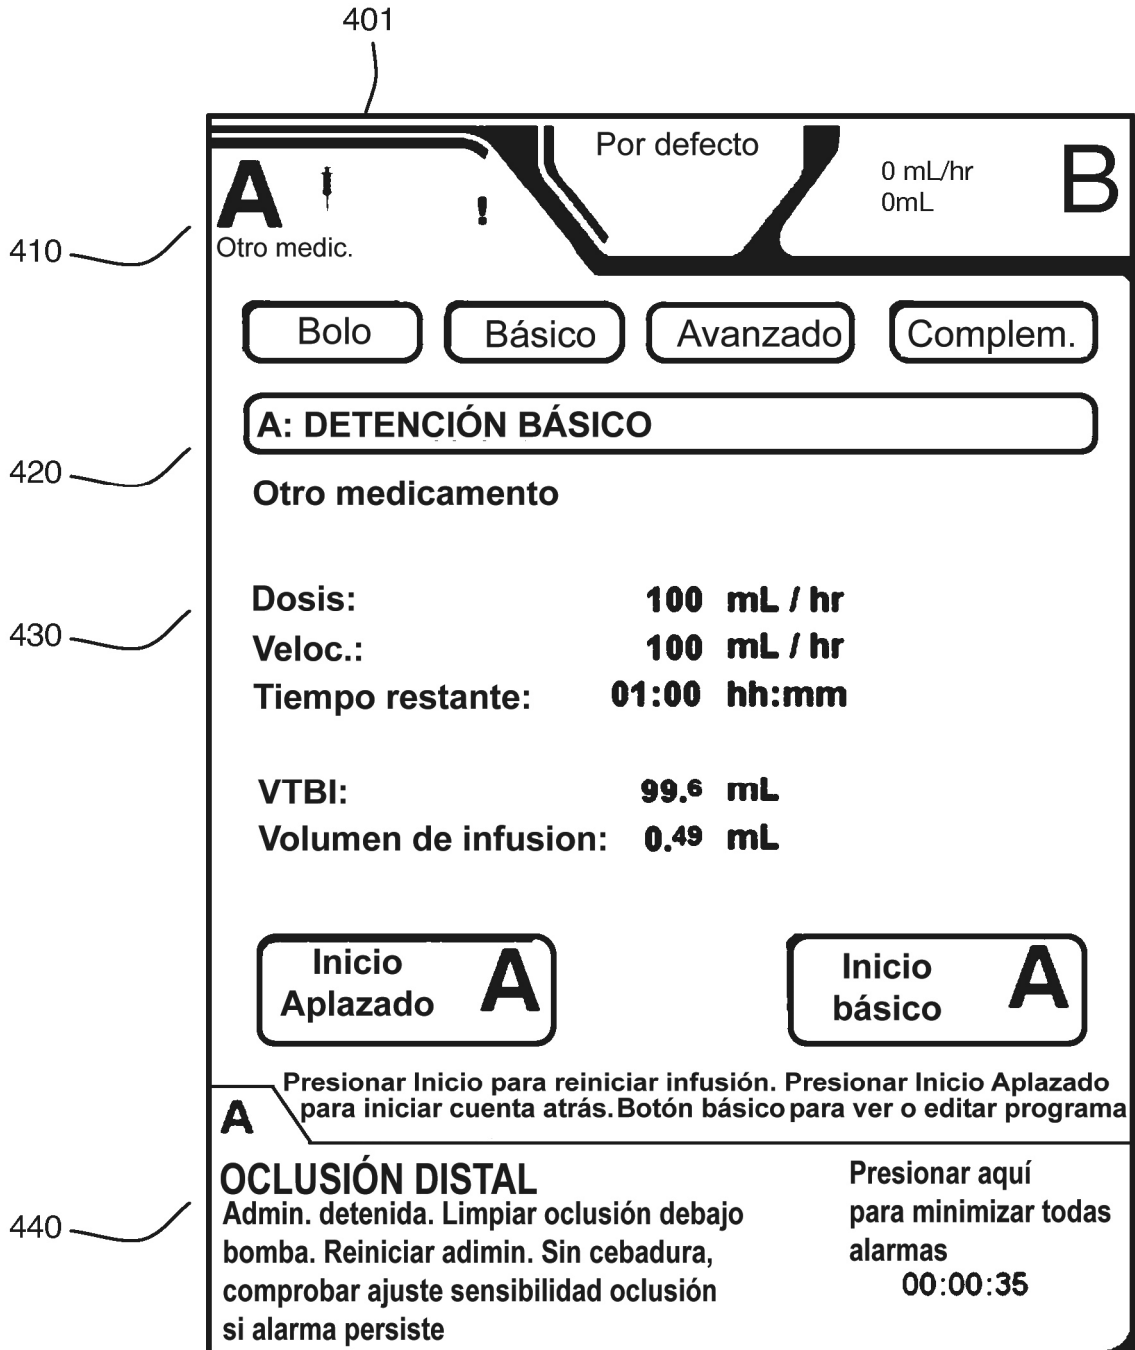 401
Por defecto
A
!
0 mL/hr
0mL
B
Otro medic.
410
Bolo
Básico
Avanzado
Complem.
A: DETENCIÓN BÁSICO
420
Otro medicamento
Dosis: 100 mL / hr
430
Veloc.: 100 mL / hr
Tiempo restante: 01:00 hh:mm
VTBI: 99.6 mL
Volumen de infusion: 0.49 mL
Inicio
Aplazado
A
Inicio
básico
A
Presionar Inicio para reiniciar infusión. Presionar Inicio Aplazado
para iniciar cuenta atrás. Botón básico para ver o editar programa
A
OCLUSIÓN DISTAL
Admin. detenida. Limpiar oclusión debajo
bomba. Reiniciar adimin. Sin cebadura,
comprobar ajuste sensibilidad oclusión
si alarma persiste
440
Presionar aquí
para minimizar todas
alarmas
00:00:35